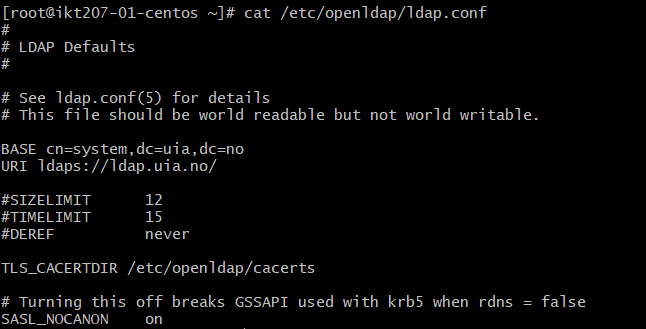 [root@ikt207-01-centos ~]# cat /etc/openldap/ldap.conf
#
# LDAP Defaults
#
# See ldap.conf(5) for details
# This file should be world readable but not world writable.
BASE cn=system,dc=uia,dc=no
URI ldaps://ldap.uia.no/
#SIZELIMIT      12
#TIMELIMIT      15
#DEREF          never
TLS_CACERTDIR /etc/openldap/cacerts
# Turning this off breaks GSSAPI used with krb5 when rdns = false
SASL_NOCANON    on